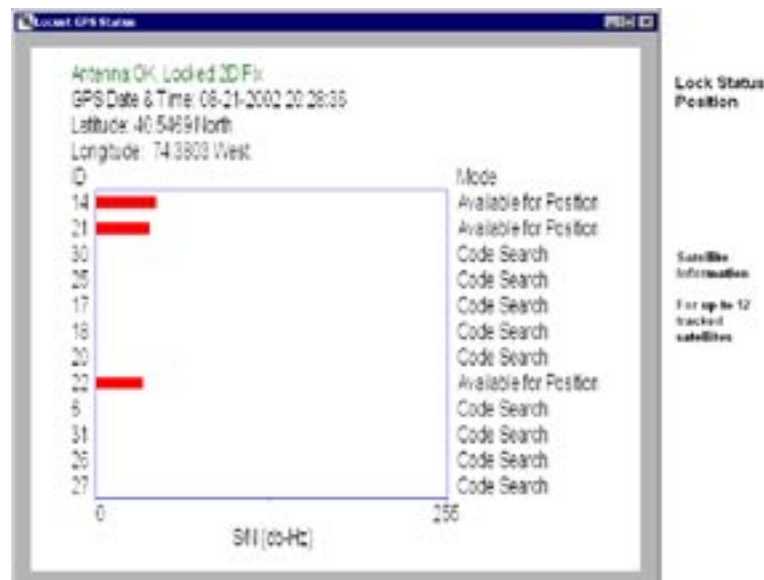 Locust GPS Status
Antenna OK, Locked 2D Fix
GPS Date & Time: 08-21-2002 20:28:36
Latitude: 40.5469 North
Longitude: 74.3803 West
ID Mode
14 Available for Position
21 Available for Position
30 Code Search
25 Code Search
17 Code Search
18 Code Search
20 Code Search
22 Available for Position
6 Code Search
31 Code Search
26 Code Search
27 Code Search
0 255
S/N (db-Hz)
Lock Status
Position
Satellite
Information
For up to 12
tracked
satellites